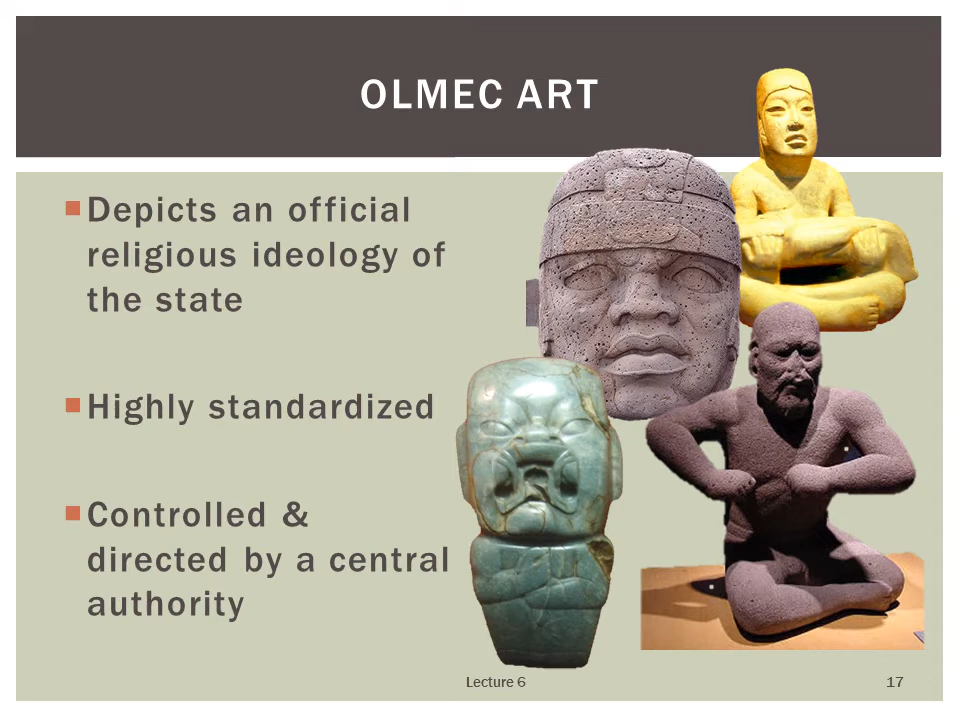 OLMEC ART
▪Depicts an official
religious ideology of
the state
▪Highly standardized
▪Controlled &
directed by a central
authority
Lecture 6
17